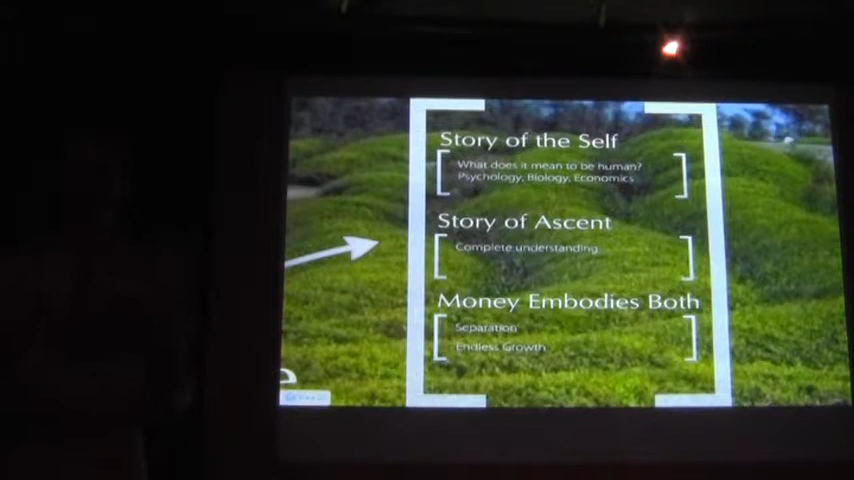 Story of the Self
What does it mean to be human?
Psychology, Biology, Economics
Story of Ascent
Complete understanding
Money Embodies Both
Separation
Endless Growth
e